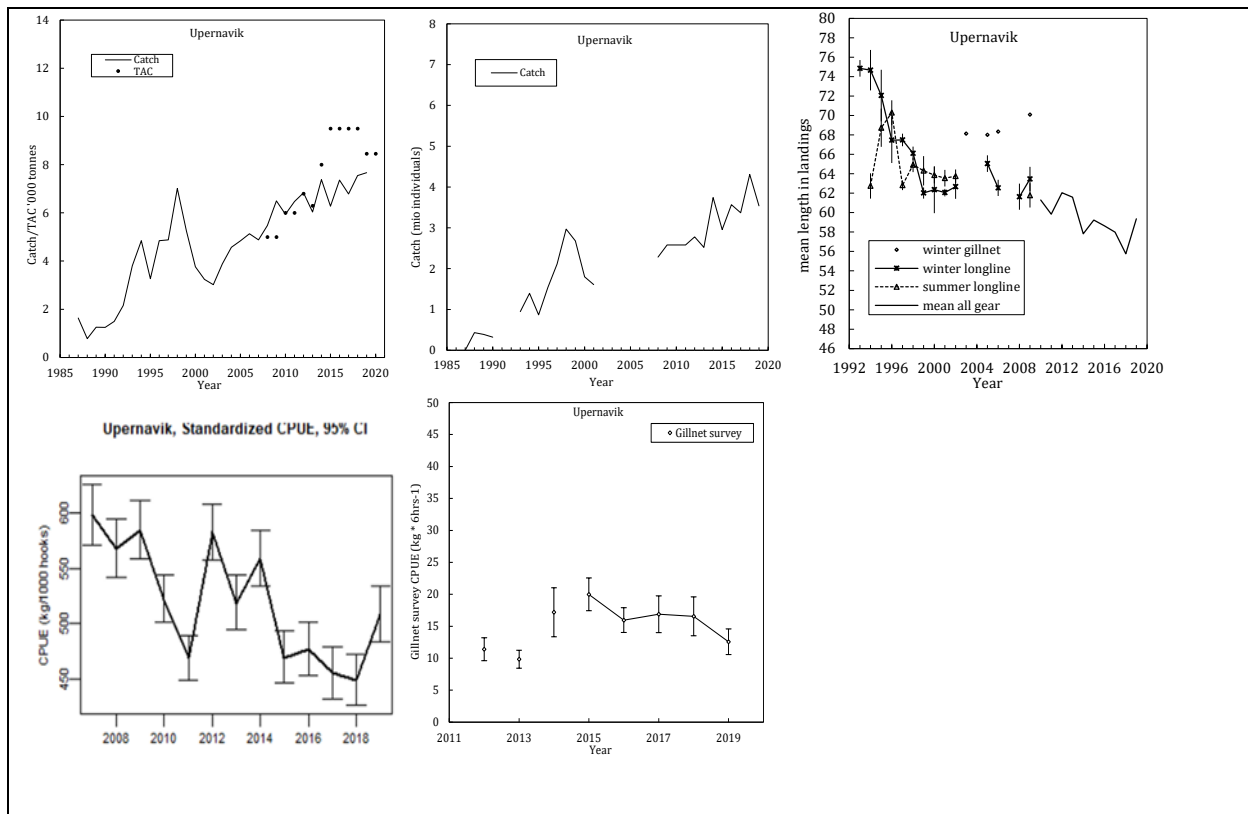 Upernavik
Catch
TAC
Catch/TAC '000 tonnes
14
12
10
8
6
4
2
0
1985 1990 1995 2000 2005 2010 2015 2020
Year
Upernavik
Catch
Catch (mio individuals)
8
7
6
5
4
3
2
1
0
1985 1990 1995 2000 2005 2010 2015 2020
Year
Upernavik
mean length in landings
80
78
76
74
72
70
68
66
64
62
60
58
56
54
52
50
48
46
winter gillnet
winter longline
summer longline
mean all gear
1992 1996 2000 2004 2008 2012 2016 2020
Year
Upernavik, Standardized CPUE, 95% CI
CPUE (kg/1000 hooks)
600
550
500
450
2008 2010 2012 2014 2016 2018
Upernavik
Gillnet survey
Gillnet survey CPUE (kg * 6hrs-1)
50
45
40
35
30
25
20
15
10
5
0
2011 2013 2015 2017 2019
Year